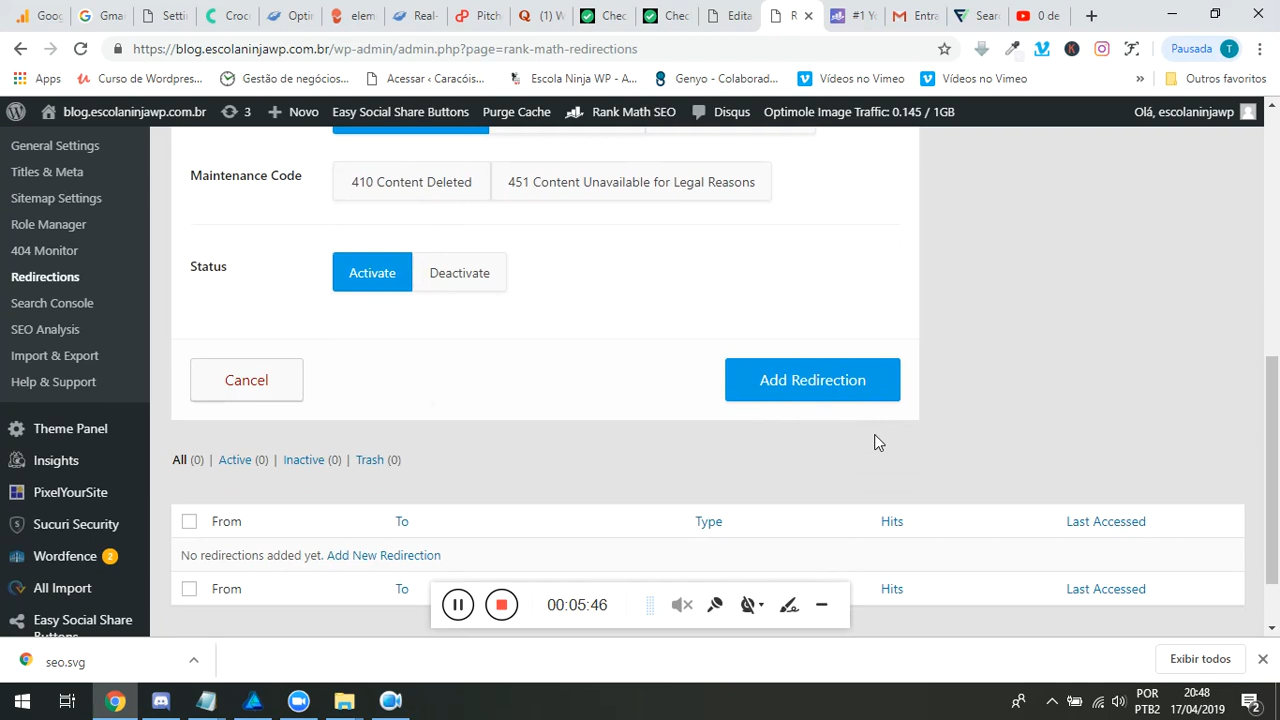 Goog
Gma
Setti
Croc
Optin
elem
Real-
Pitch
(1) W
Chec
Chec
Edita
R
#1 Yo
Entra
Searc
0 de
https://blog.escolaninjawp.com.br/wp-admin/admin.php?page=rank-math-redirections
Pausada
T
Apps
Curso de Wordpres...
Gestão de negócios...
Acessar ‹ Caracóis...
Escola Ninja WP - A...
Genyo - Colaborad...
Vídeos no Vimeo
Vídeos no Vimeo
»
Outros favoritos
blog.escolaninjawp.com.br
3
Novo
Easy Social Share Buttons
Purge Cache
Rank Math SEO
Disqus
Optimole Image Traffic: 0.145 / 1GB
Olá, escolaninjawp
General Settings
Titles & Meta
Sitemap Settings
Role Manager
404 Monitor
Redirections
Search Console
SEO Analysis
Import & Export
Help & Support
Theme Panel
Insights
PixelYourSite
Sucuri Security
Wordfence 2
All Import
Easy Social Share
Buttons
Maintenance Code
410 Content Deleted
451 Content Unavailable for Legal Reasons
Status
Activate
Deactivate
Cancel
Add Redirection
All (0) | Active (0) | Inactive (0) | Trash (0)
From To Type Hits Last Accessed
No redirections added yet. Add New Redirection
From To Hits Last Accessed
00:05:46
seo.svg
Exibir todos
POR
PTB2
20:48
17/04/2019
2